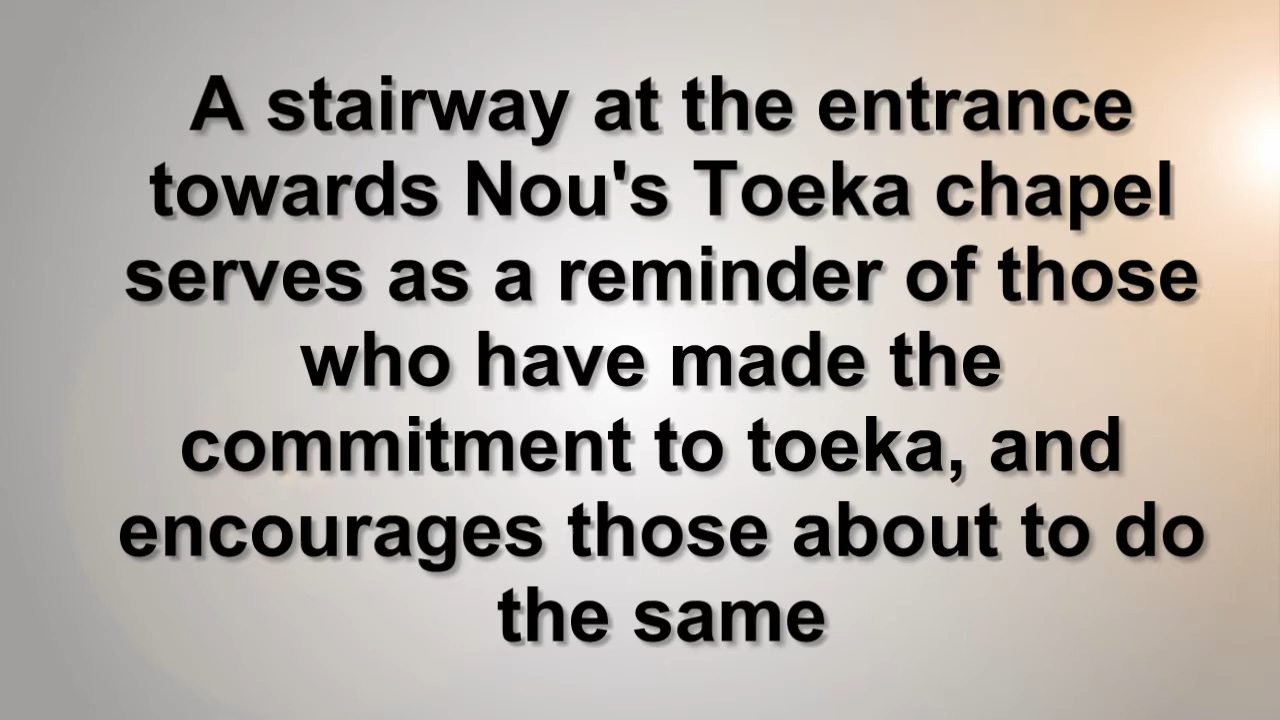 A stairway at the entrance
towards Nou's Toeka chapel
serves as a reminder of those
who have made the
commitment to toeka, and
encourages those about to do
the same